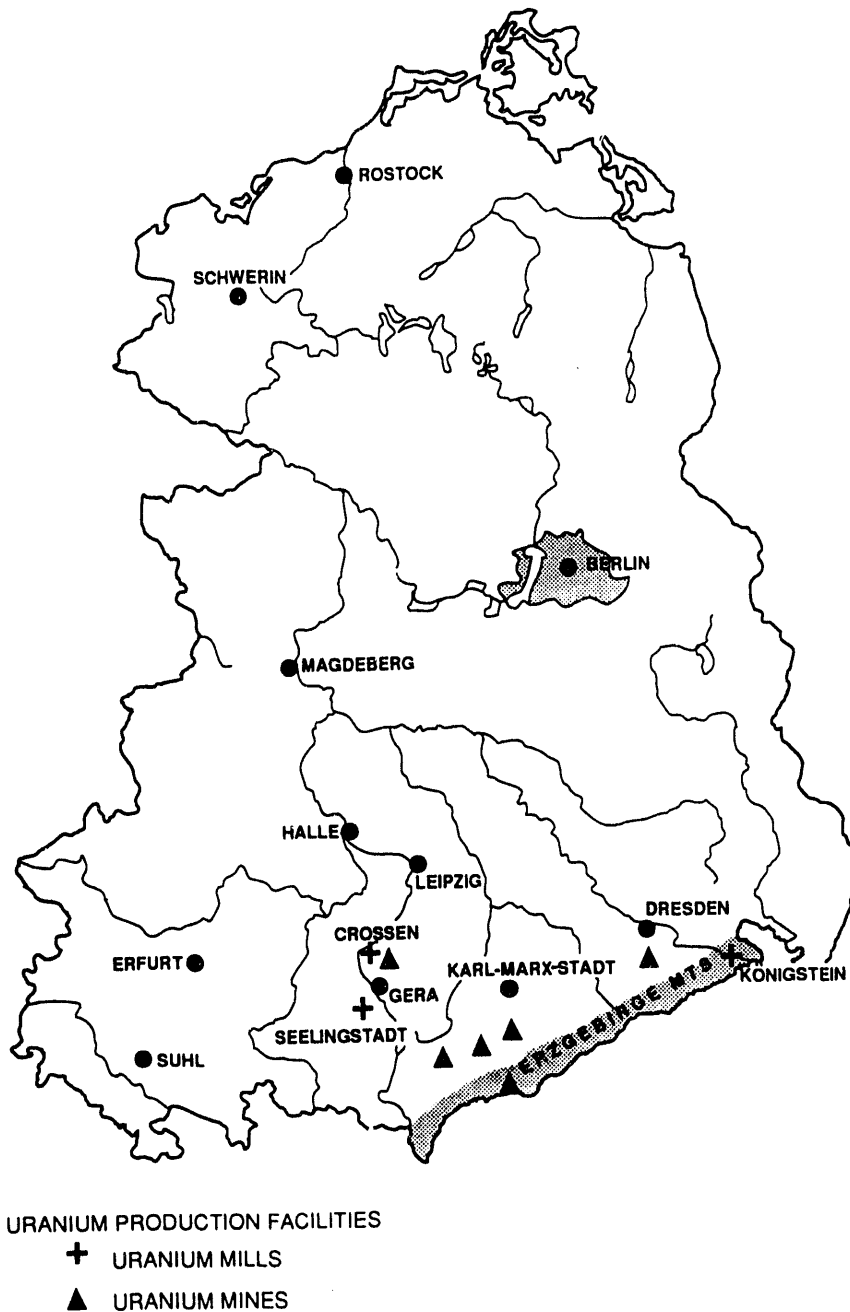 ROSTOCK
SCHWERIN
BERLIN
MAGDEBERG
HALLE
LEIPZIG
DRESDEN
CROSSEN
ERFURT
KARL-MARX-STADT
KÖNIGSTEIN
GERA
SEELINGSTADT
ERZGEBIRGE MTS
SUHL
URANIUM PRODUCTION FACILITIES
URANIUM MILLS
URANIUM MINES